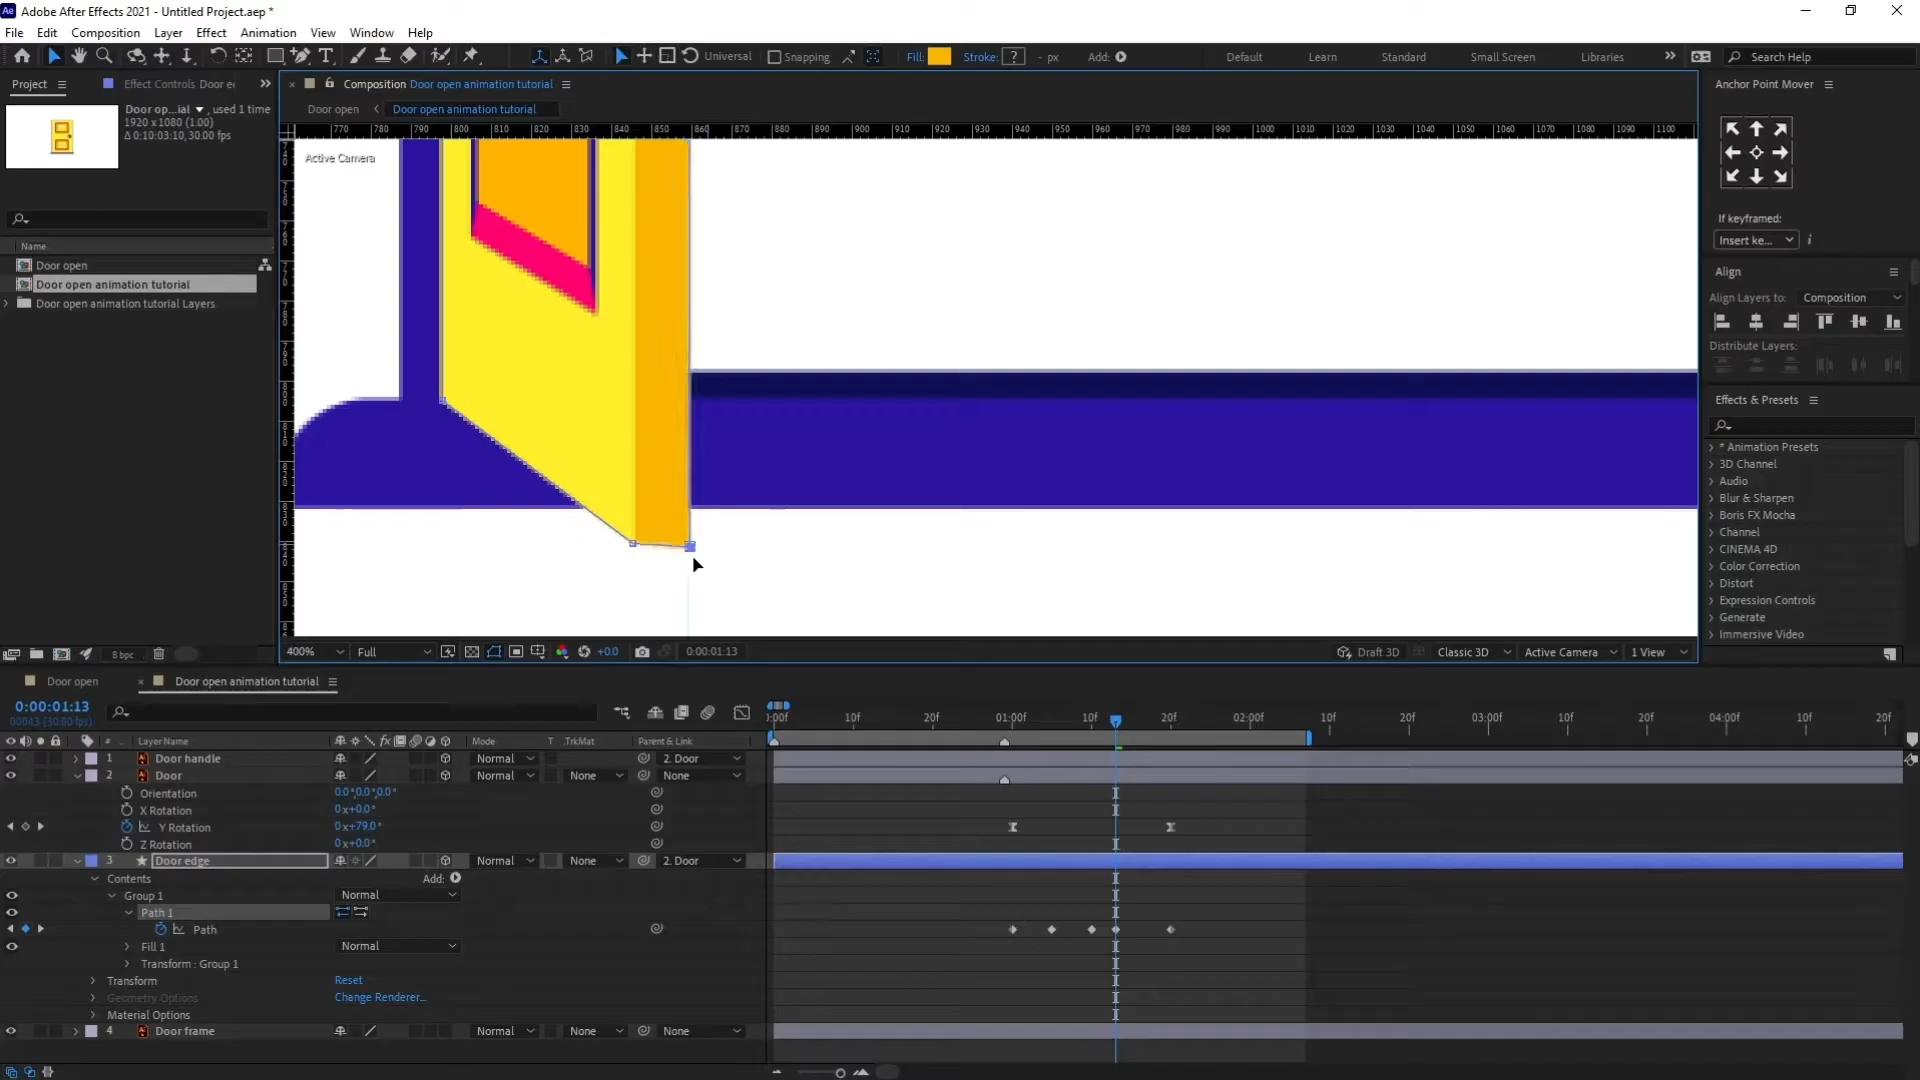 Ae Adobe After Effects 2021 - Untitled Project.aep *
File Edit Composition Layer Effect Animation View Window Help
Universal Snapping Fill: Stroke: ? - px Add: Default Learn Standard Small Screen Libraries Search Help
Project Effect Controls Door e
Composition Door open animation tutorial
Anchor Point Mover
Door op...ial , used 1 time
1920 x 1080 (1.00)
Δ 0:10:03:10, 30.00 fps
Door open Door open animation tutorial
770 780 790 800 810 820 830 840 850 860 870 880 890 900 910 920 930 940 950 960 970 980 990 1000 1010 1020 1030 1040 1050 1060 1070 1080 1090 1100
Active Camera
If keyframed:
Insert ke...
Name
Door open
Door open animation tutorial
Door open animation tutorial Layers
Align
Align Layers to: Composition
Distribute Layers:
Effects & Presets
* Animation Presets
3D Channel
Audio
Blur & Sharpen
Boris FX Mocha
Channel
CINEMA 4D
Color Correction
Distort
Expression Controls
Generate
Immersive Video
8 bpc
400% Full +0.0 0:00:01:13 Draft 3D Classic 3D Active Camera 1 View
Door open Door open animation tutorial
0:00:01:13
00043 (30.00 fps)
:00f 10f 20f 01:00f 10f 20f 02:00f 10f 20f 03:00f 10f 20f 04:00f 10f 20f
# Layer Name fx Mode T .TrkMat Parent & Link
1 Door handle Normal 2. Door
2 Door Normal None None
Orientation 0.0°,0.0°,0.0°
X Rotation 0x+0.0°
Y Rotation 0x+79.0°
Z Rotation 0x+0.0°
3 Door edge Normal None 2. Door
Contents Add:
Group 1 Normal
Path 1
Path
Fill 1 Normal
Transform : Group 1
Transform Reset
Geometry Options Change Renderer...
Material Options
4 Door frame Normal None None